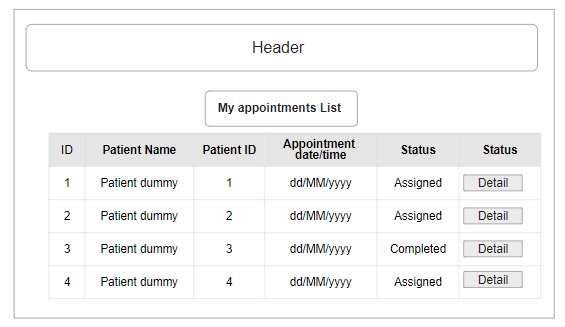 Header
My appointments List
ID Patient Name Patient ID Appointment date/time Status Status
1 Patient dummy 1 dd/MM/yyyy Assigned Detail
2 Patient dummy 2 dd/MM/yyyy Assigned Detail
3 Patient dummy 3 dd/MM/yyyy Completed Detail
4 Patient dummy 4 dd/MM/yyyy Assigned Detail